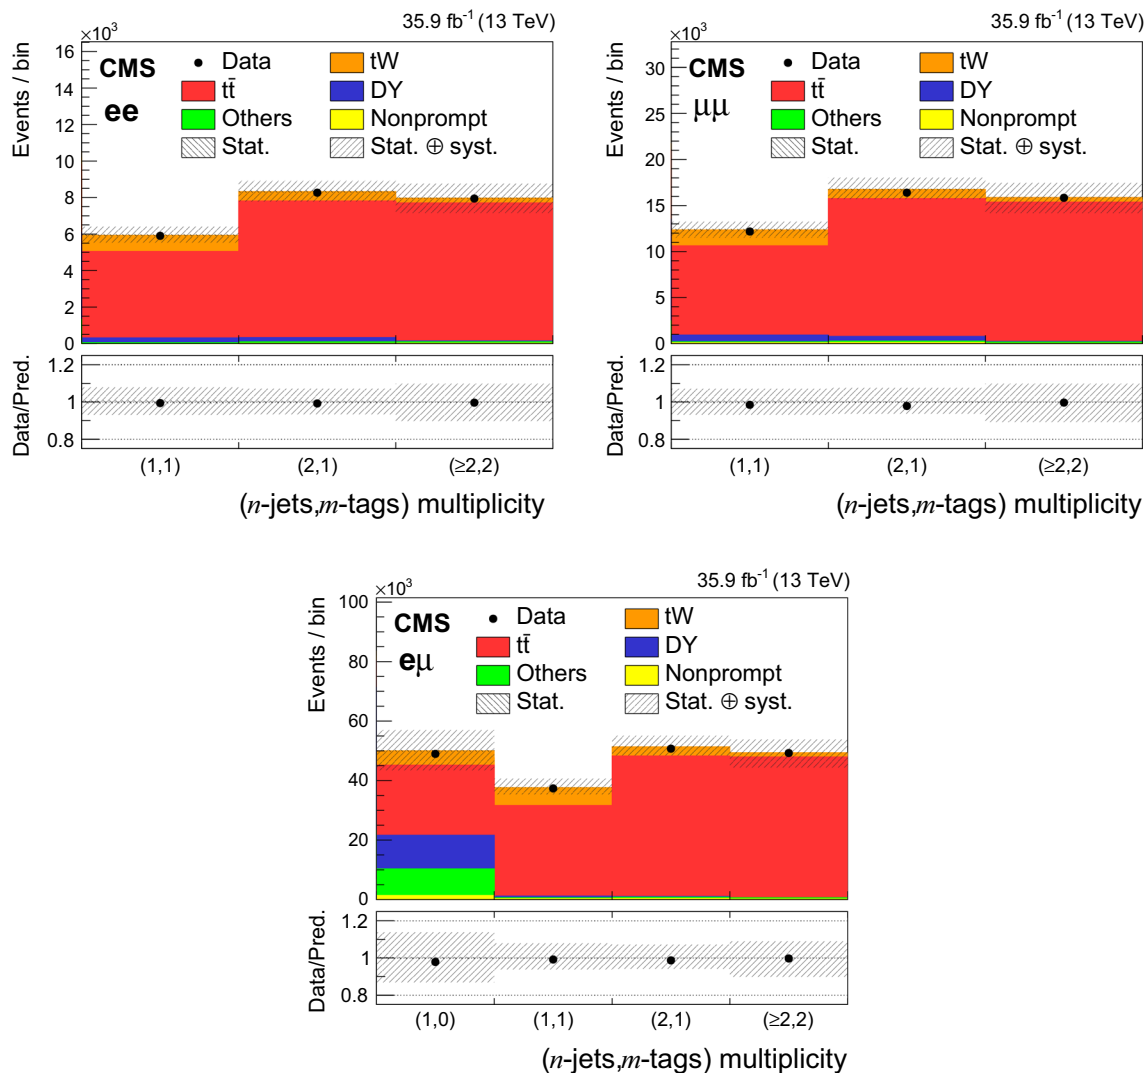 35.9 fb⁻¹ (13 TeV)
×10³
Events / bin
16
14
12
10
8
6
4
2
0
CMS
ee
Data
tt̄
Others
Stat.
tW
DY
Nonprompt
Stat. ⊕ syst.
Data/Pred.
1.2
1
0.8
(1,1)
(2,1)
(≥2,2)
(n-jets,m-tags) multiplicity
35.9 fb⁻¹ (13 TeV)
×10³
Events / bin
30
25
20
15
10
5
0
CMS
μμ
Data
tt̄
Others
Stat.
tW
DY
Nonprompt
Stat. ⊕ syst.
Data/Pred.
1.2
1
0.8
(1,1)
(2,1)
(≥2,2)
(n-jets,m-tags) multiplicity
35.9 fb⁻¹ (13 TeV)
×10³
Events / bin
100
80
60
40
20
0
CMS
eμ
Data
tt̄
Others
Stat.
tW
DY
Nonprompt
Stat. ⊕ syst.
Data/Pred.
1.2
1
0.8
(1,0)
(1,1)
(2,1)
(≥2,2)
(n-jets,m-tags) multiplicity